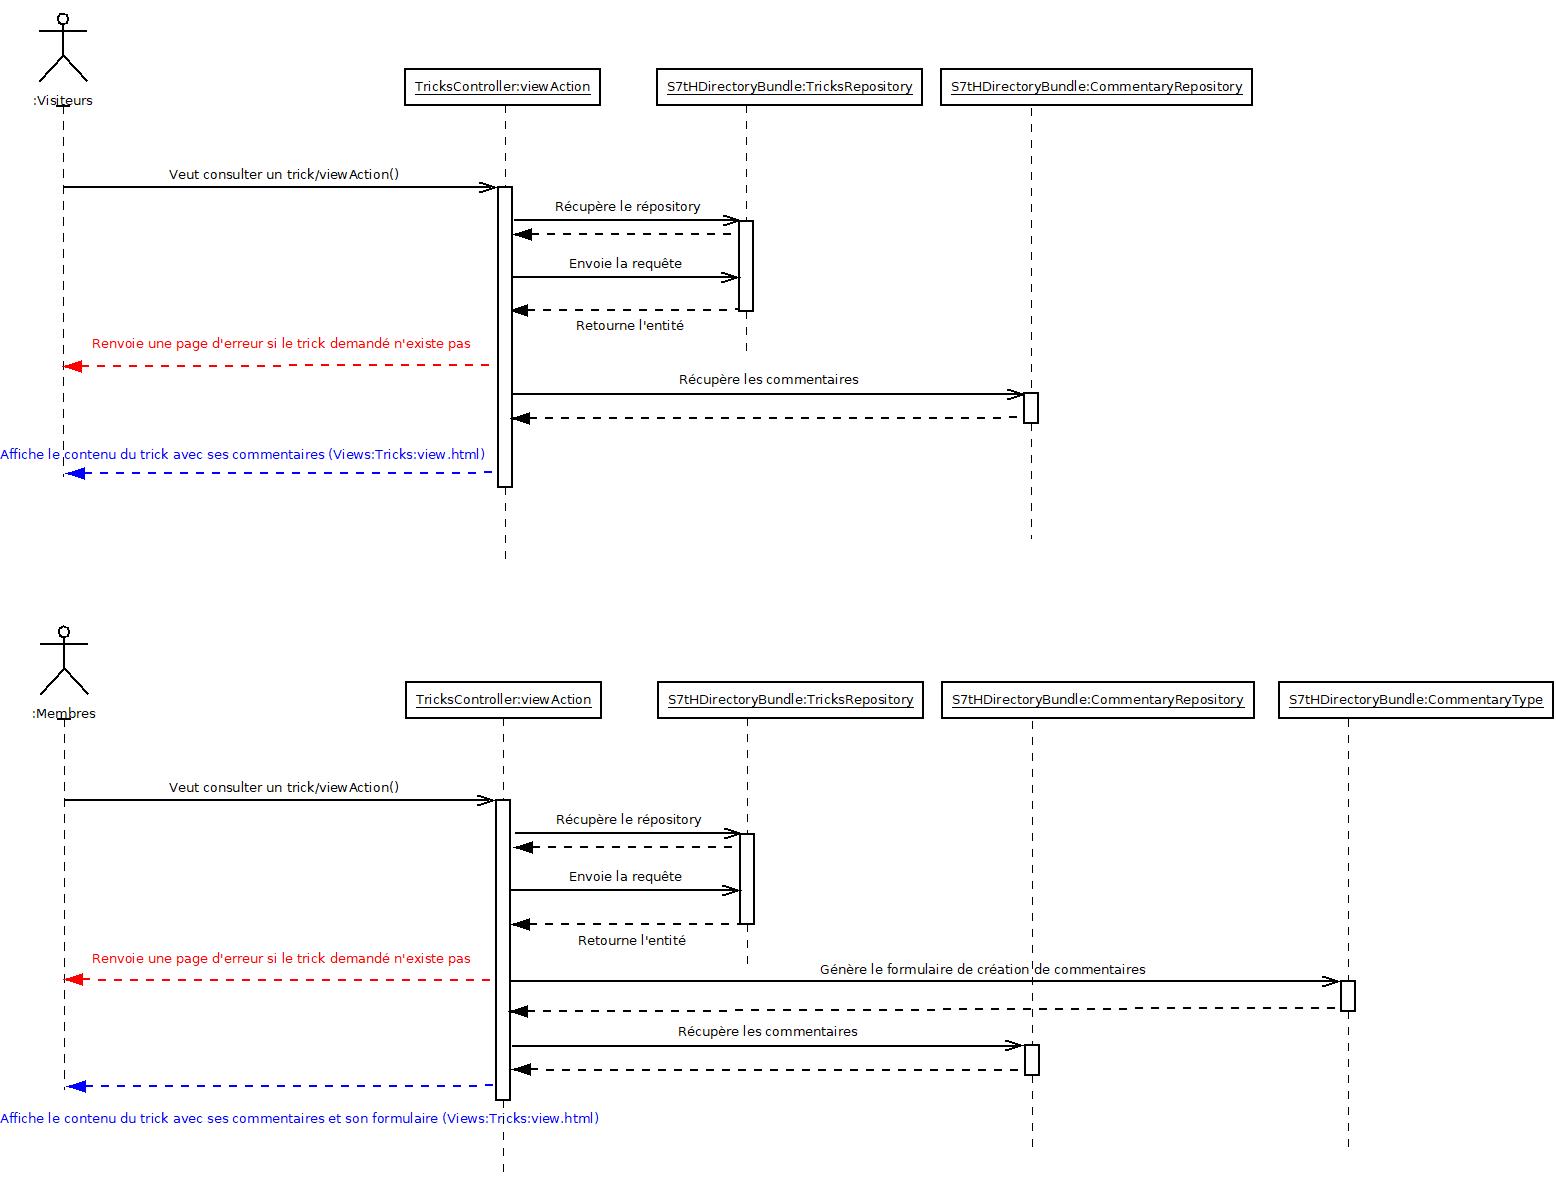 :Visiteurs
TricksController:viewAction
S7tHDirectoryBundle:TricksRepository
S7tHDirectoryBundle:CommentaryRepository
Veut consulter un trick/viewAction()
Récupère le répository
Envoie la requête
Retourne l'entité
Renvoie une page d'erreur si le trick demandé n'existe pas
Récupère les commentaires
Affiche le contenu du trick avec ses commentaires (Views:Tricks:view.html)
:Membres
TricksController:viewAction
S7tHDirectoryBundle:TricksRepository
S7tHDirectoryBundle:CommentaryRepository
S7tHDirectoryBundle:CommentaryType
Veut consulter un trick/viewAction()
Récupère le répository
Envoie la requête
Retourne l'entité
Renvoie une page d'erreur si le trick demandé n'existe pas
Génère le formulaire de création de commentaires
Récupère les commentaires
Affiche le contenu du trick avec ses commentaires et son formulaire (Views:Tricks:view.html)